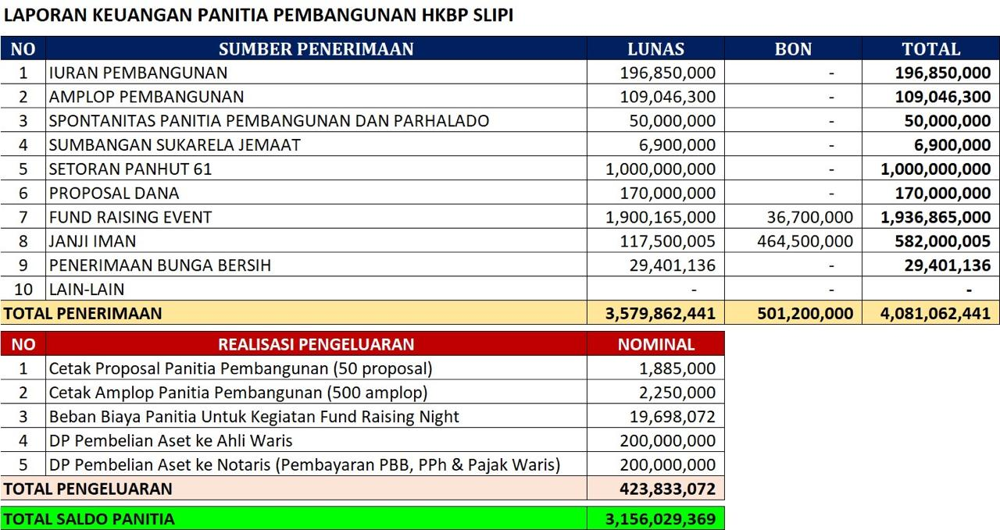 LAPORAN KEUANGAN PANITIA PEMBANGUNAN HKBP SLIPI
NO SUMBER PENERIMAAN LUNAS BON TOTAL
1 IURAN PEMBANGUNAN 196,850,000 - 196,850,000
2 AMPLOP PEMBANGUNAN 109,046,300 - 109,046,300
3 SPONTANITAS PANITIA PEMBANGUNAN DAN PARHALADO 50,000,000 - 50,000,000
4 SUMBANGAN SUKARELA JEMAAT 6,900,000 - 6,900,000
5 SETORAN PANHUT 61 1,000,000,000 - 1,000,000,000
6 PROPOSAL DANA 170,000,000 - 170,000,000
7 FUND RAISING EVENT 1,900,165,000 36,700,000 1,936,865,000
8 JANJI IMAN 117,500,005 464,500,000 582,000,005
9 PENERIMAAN BUNGA BERSIH 29,401,136 - 29,401,136
10 LAIN-LAIN - - -
TOTAL PENERIMAAN 3,579,862,441 501,200,000 4,081,062,441
NO REALISASI PENGELUARAN NOMINAL
1 Cetak Proposal Panitia Pembangunan (50 proposal) 1,885,000
2 Cetak Amplop Panitia Pembangunan (500 amplop) 2,250,000
3 Beban Biaya Panitia Untuk Kegiatan Fund Raising Night 19,698,072
4 DP Pembelian Aset ke Ahli Waris 200,000,000
5 DP Pembelian Aset ke Notaris (Pembayaran PBB, PPh & Pajak Waris) 200,000,000
TOTAL PENGELUARAN 423,833,072
TOTAL SALDO PANITIA 3,156,029,369